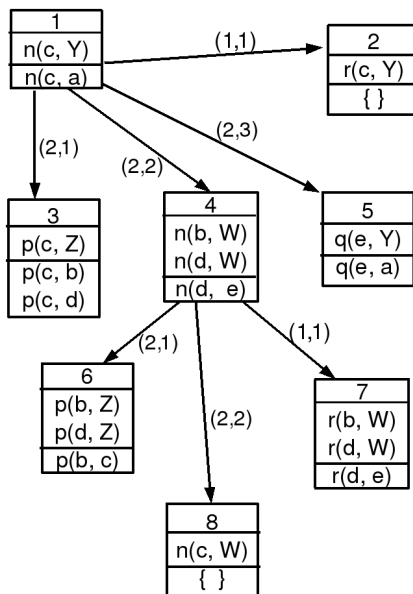 1
n(c, Y)
n(c, a)
(1,1)
2
r(c, Y)
{ }
(2,1)
(2,2)
(2,3)
3
p(c, Z)
p(c, b)
p(c, d)
4
n(b, W)
n(d, W)
n(d, e)
5
q(e, Y)
q(e, a)
(2,1)
(2,2)
(1,1)
6
p(b, Z)
p(d, Z)
p(b, c)
7
r(b, W)
r(d, W)
r(d, e)
8
n(c, W)
{ }